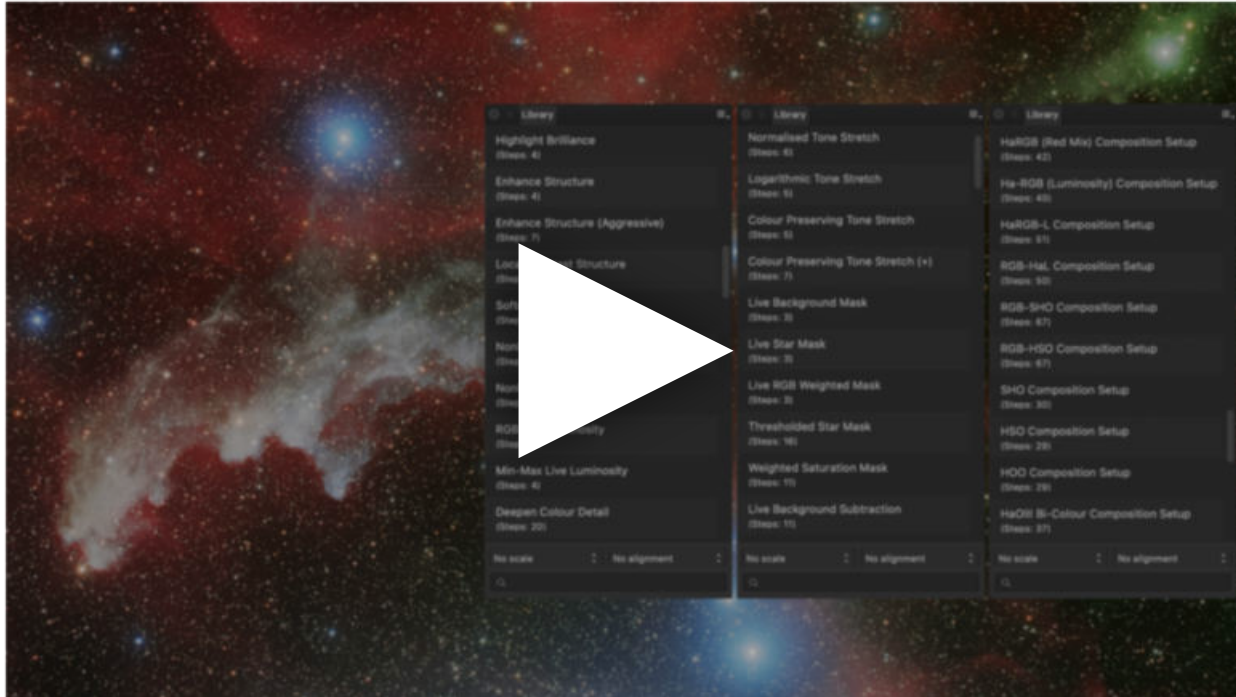 Library
Highlight Brilliance
(Steps: 4)
Enhance Structure
(Steps: 4)
Enhance Structure (Aggressive)
(Steps: 7)
Structure
Min-Max Live Luminosity
(Steps: 4)
Deepen Colour Detail
(Steps: 20)
No scale
No alignment
Library
Normalised Tone Stretch
(Steps: 6)
Logarithmic Tone Stretch
(Steps: 5)
Colour Preserving Tone Stretch
(Steps: 5)
Colour Preserving Tone Stretch (+)
(Steps: 7)
Live Background Mask
(Steps: 3)
Live Star Mask
(Steps: 3)
Live RGB Weighted Mask
(Steps: 3)
Thresholded Star Mask
(Steps: 16)
Weighted Saturation Mask
(Steps: 11)
Live Background Subtraction
(Steps: 11)
No scale
No alignment
Library
HaRGB (Red Mix) Composition Setup
(Steps: 42)
Ha-RGB (Luminosity) Composition Setup
(Steps: 40)
HaRGB-L Composition Setup
(Steps: 51)
RGB-HaL Composition Setup
(Steps: 50)
RGB-SHO Composition Setup
(Steps: 67)
RGB-HSO Composition Setup
(Steps: 67)
SHO Composition Setup
(Steps: 30)
HSO Composition Setup
(Steps: 29)
HOO Composition Setup
(Steps: 29)
HaOIII Bi-Colour Composition Setup
(Steps: 37)
No scale
No alignment